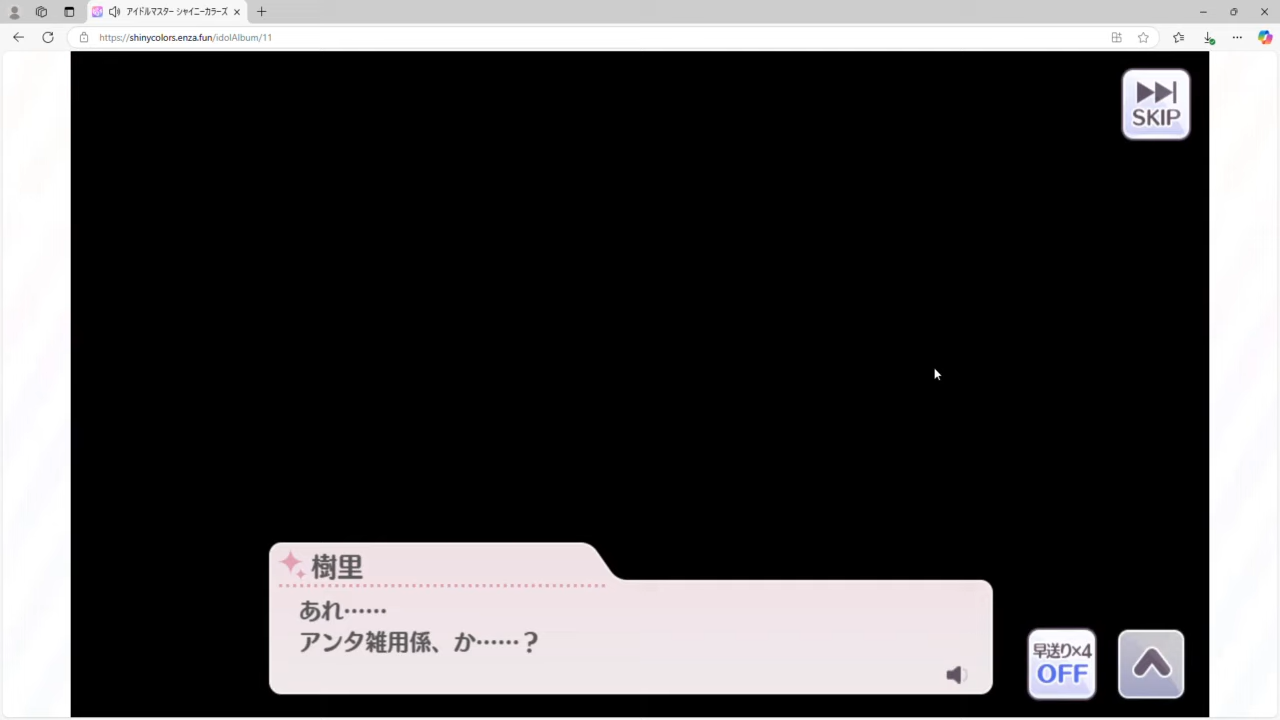 アイドルマスター シャイニーカラーズ
https://shinycolors.enza.fun/idolAlbum/11
SKIP
樹里
あれ……
アンタ雑用係、か……？
早送り×4
OFF